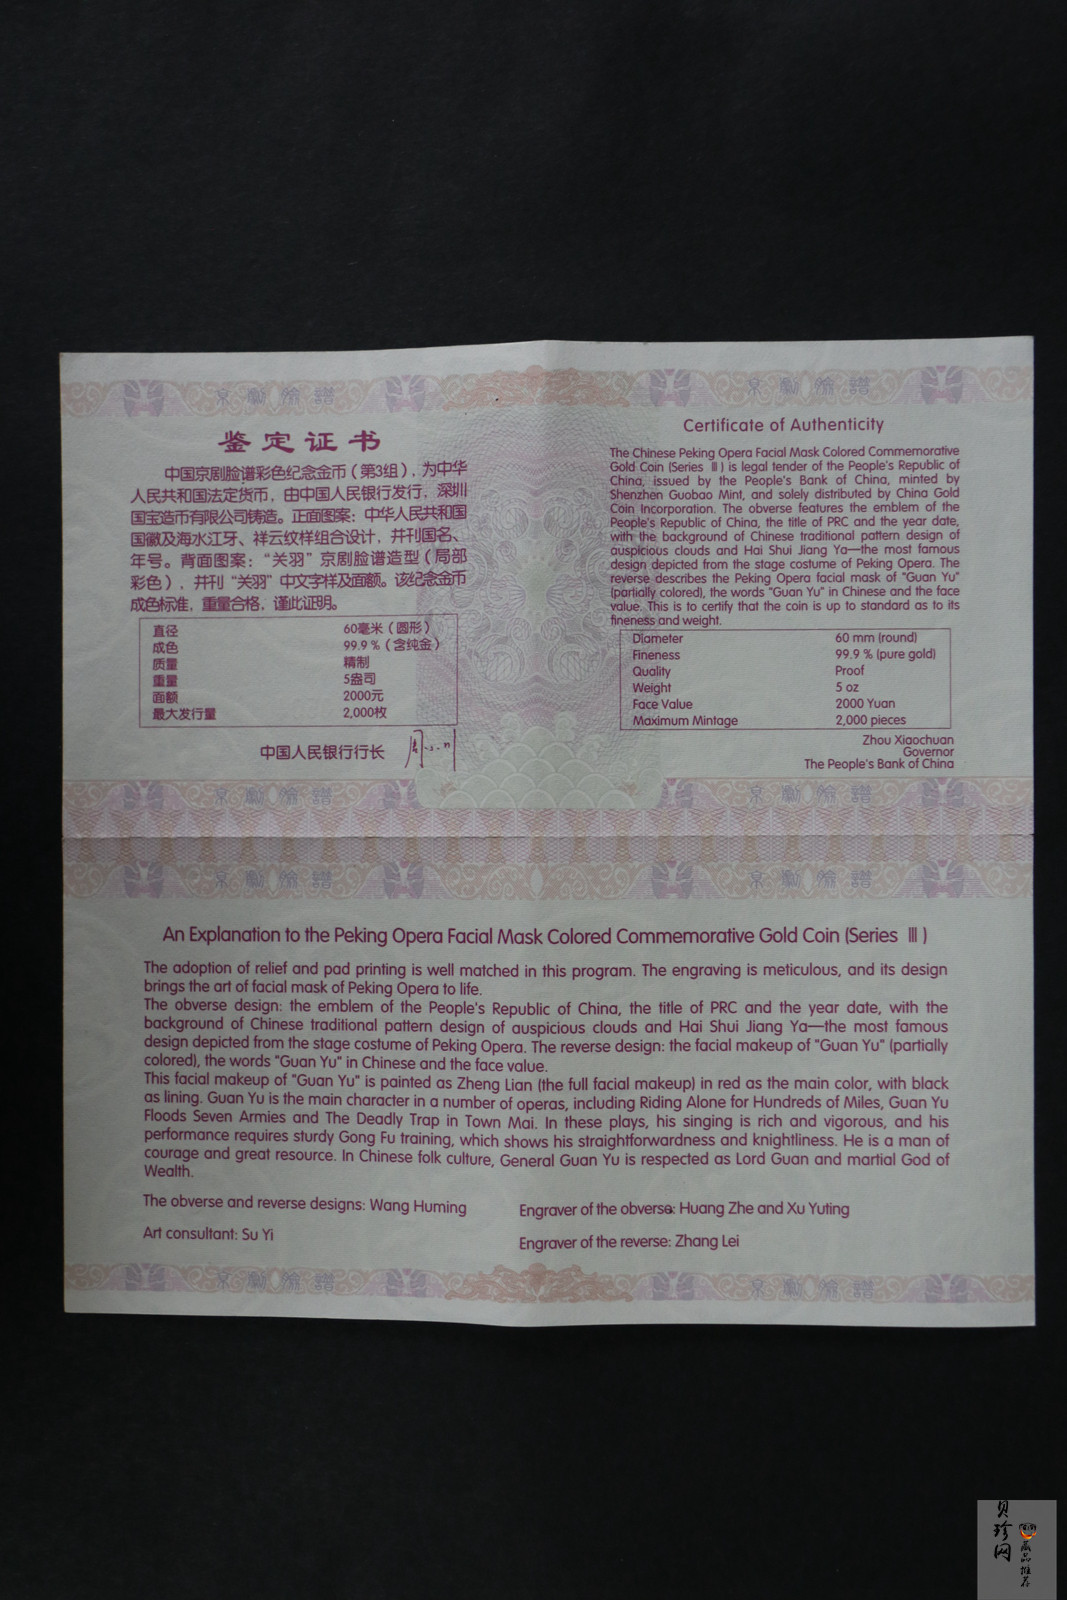 京剧脸谱
京剧脸谱
鉴定证书
中国京剧脸谱彩色纪念金币（第3组），为中华
人民共和国法定货币，由中国人民银行发行，深圳
国宝造币有限公司铸造。正面图案：中华人民共和国
国徽及海水江牙、祥云纹样组合设计，并刊国名、
年号。背面图案：“关羽”京剧脸谱造型（局部
彩色），并刊“关羽”中文字样及面额。该纪念金币
成色标准，重量合格，谨此证明。
直径 60毫米（圆形）
成色 99.9％（含纯金）
质量 精制
重量 5盎司
面额 2000元
最大发行量 2,000枚
中国人民银行行长
Certificate of Authenticity
The Chinese Peking Opera Facial Mask Colored Commemorative
Gold Coin (Series Ⅲ) is legal tender of the People's Republic of
China, issued by the People's Bank of China, minted by
Shenzhen Guobao Mint, and solely distributed by China Gold
Coin Incorporation. The obverse features the emblem of the
People's Republic of China, the title of PRC and the year date,
with the background of Chinese traditional pattern design of
auspicious clouds and Hai Shui Jiang Ya—the most famous
design depicted from the stage costume of Peking Opera. The
reverse describes the Peking Opera facial mask of "Guan Yu"
(partially colored), the words "Guan Yu" in Chinese and the face
value. This is to certify that the coin is up to standard as to its
fineness and weight.
Diameter 60 mm (round)
Fineness 99.9 % (pure gold)
Quality Proof
Weight 5 oz
Face Value 2000 Yuan
Maximum Mintage 2,000 pieces
Zhou Xiaochuan
Governor
The People's Bank of China
京剧脸谱
京剧脸谱
An Explanation to the Peking Opera Facial Mask Colored Commemorative Gold Coin (Series Ⅲ)
The adoption of relief and pad printing is well matched in this program. The engraving is meticulous, and its design
brings the art of facial mask of Peking Opera to life.
The obverse design: the emblem of the People's Republic of China, the title of PRC and the year date, with the
background of Chinese traditional pattern design of auspicious clouds and Hai Shui Jiang Ya—the most famous
design depicted from the stage costume of Peking Opera. The reverse design: the facial makeup of "Guan Yu" (partially
colored), the words "Guan Yu" in Chinese and the face value.
This facial makeup of "Guan Yu" is painted as Zheng Lian (the full facial makeup) in red as the main color, with black
as lining. Guan Yu is the main character in a number of operas, including Riding Alone for Hundreds of Miles, Guan Yu
Floods Seven Armies and The Deadly Trap in Town Mai. In these plays, his singing is rich and vigorous, and his
performance requires sturdy Gong Fu training, which shows his straightforwardness and knightliness. He is a man of
courage and great resource. In Chinese folk culture, General Guan Yu is respected as Lord Guan and martial God of
Wealth.
The obverse and reverse designs: Wang Huming
Engraver of the obverse: Huang Zhe and Xu Yuting
Art consultant: Su Yi
Engraver of the reverse: Zhang Lei
贝珍网
藏品推荐